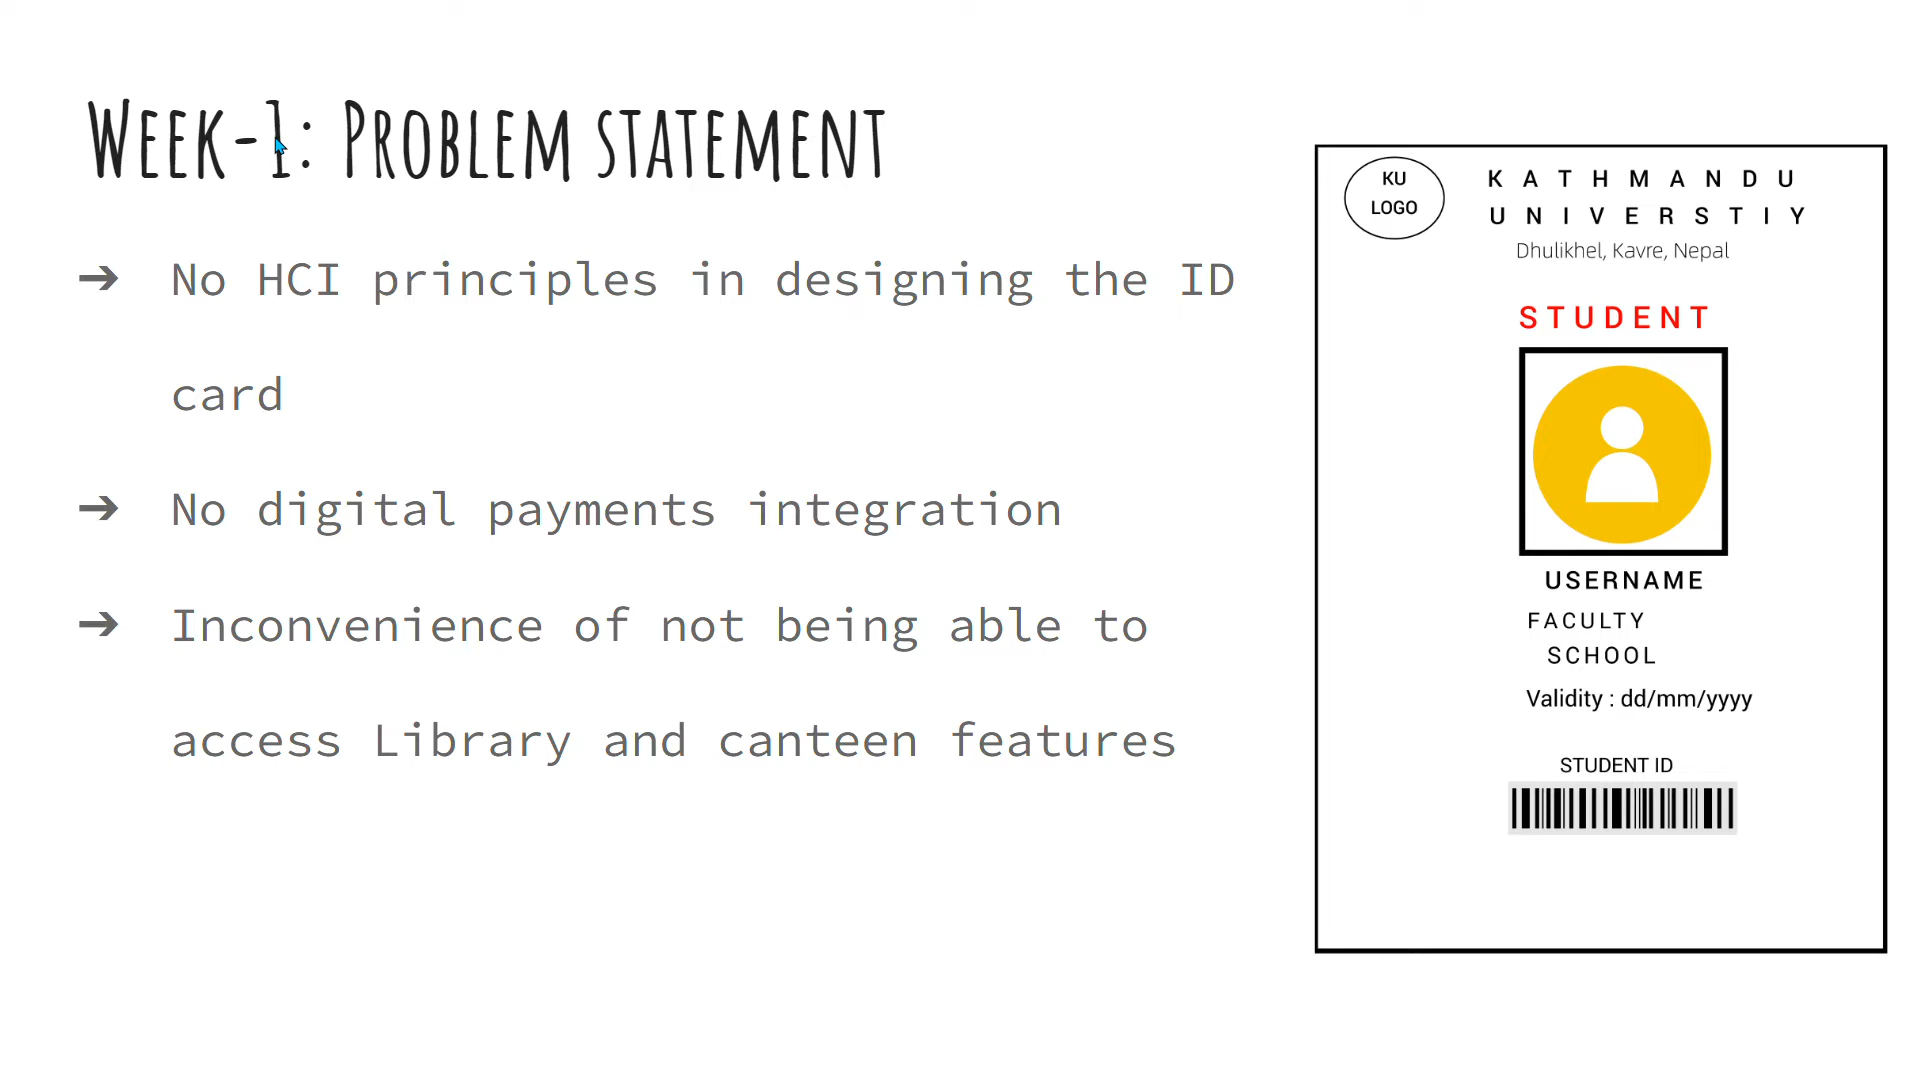 Week-1: Problem statement
➔ No HCI principles in designing the ID
card
➔ No digital payments integration
➔ Inconvenience of not being able to
access Library and canteen features
KU
LOGO
KATHMANDU
UNIVERSTIY
Dhulikhel, Kavre, Nepal
STUDENT
USERNAME
FACULTY
SCHOOL
Validity : dd/mm/yyyy
STUDENT ID